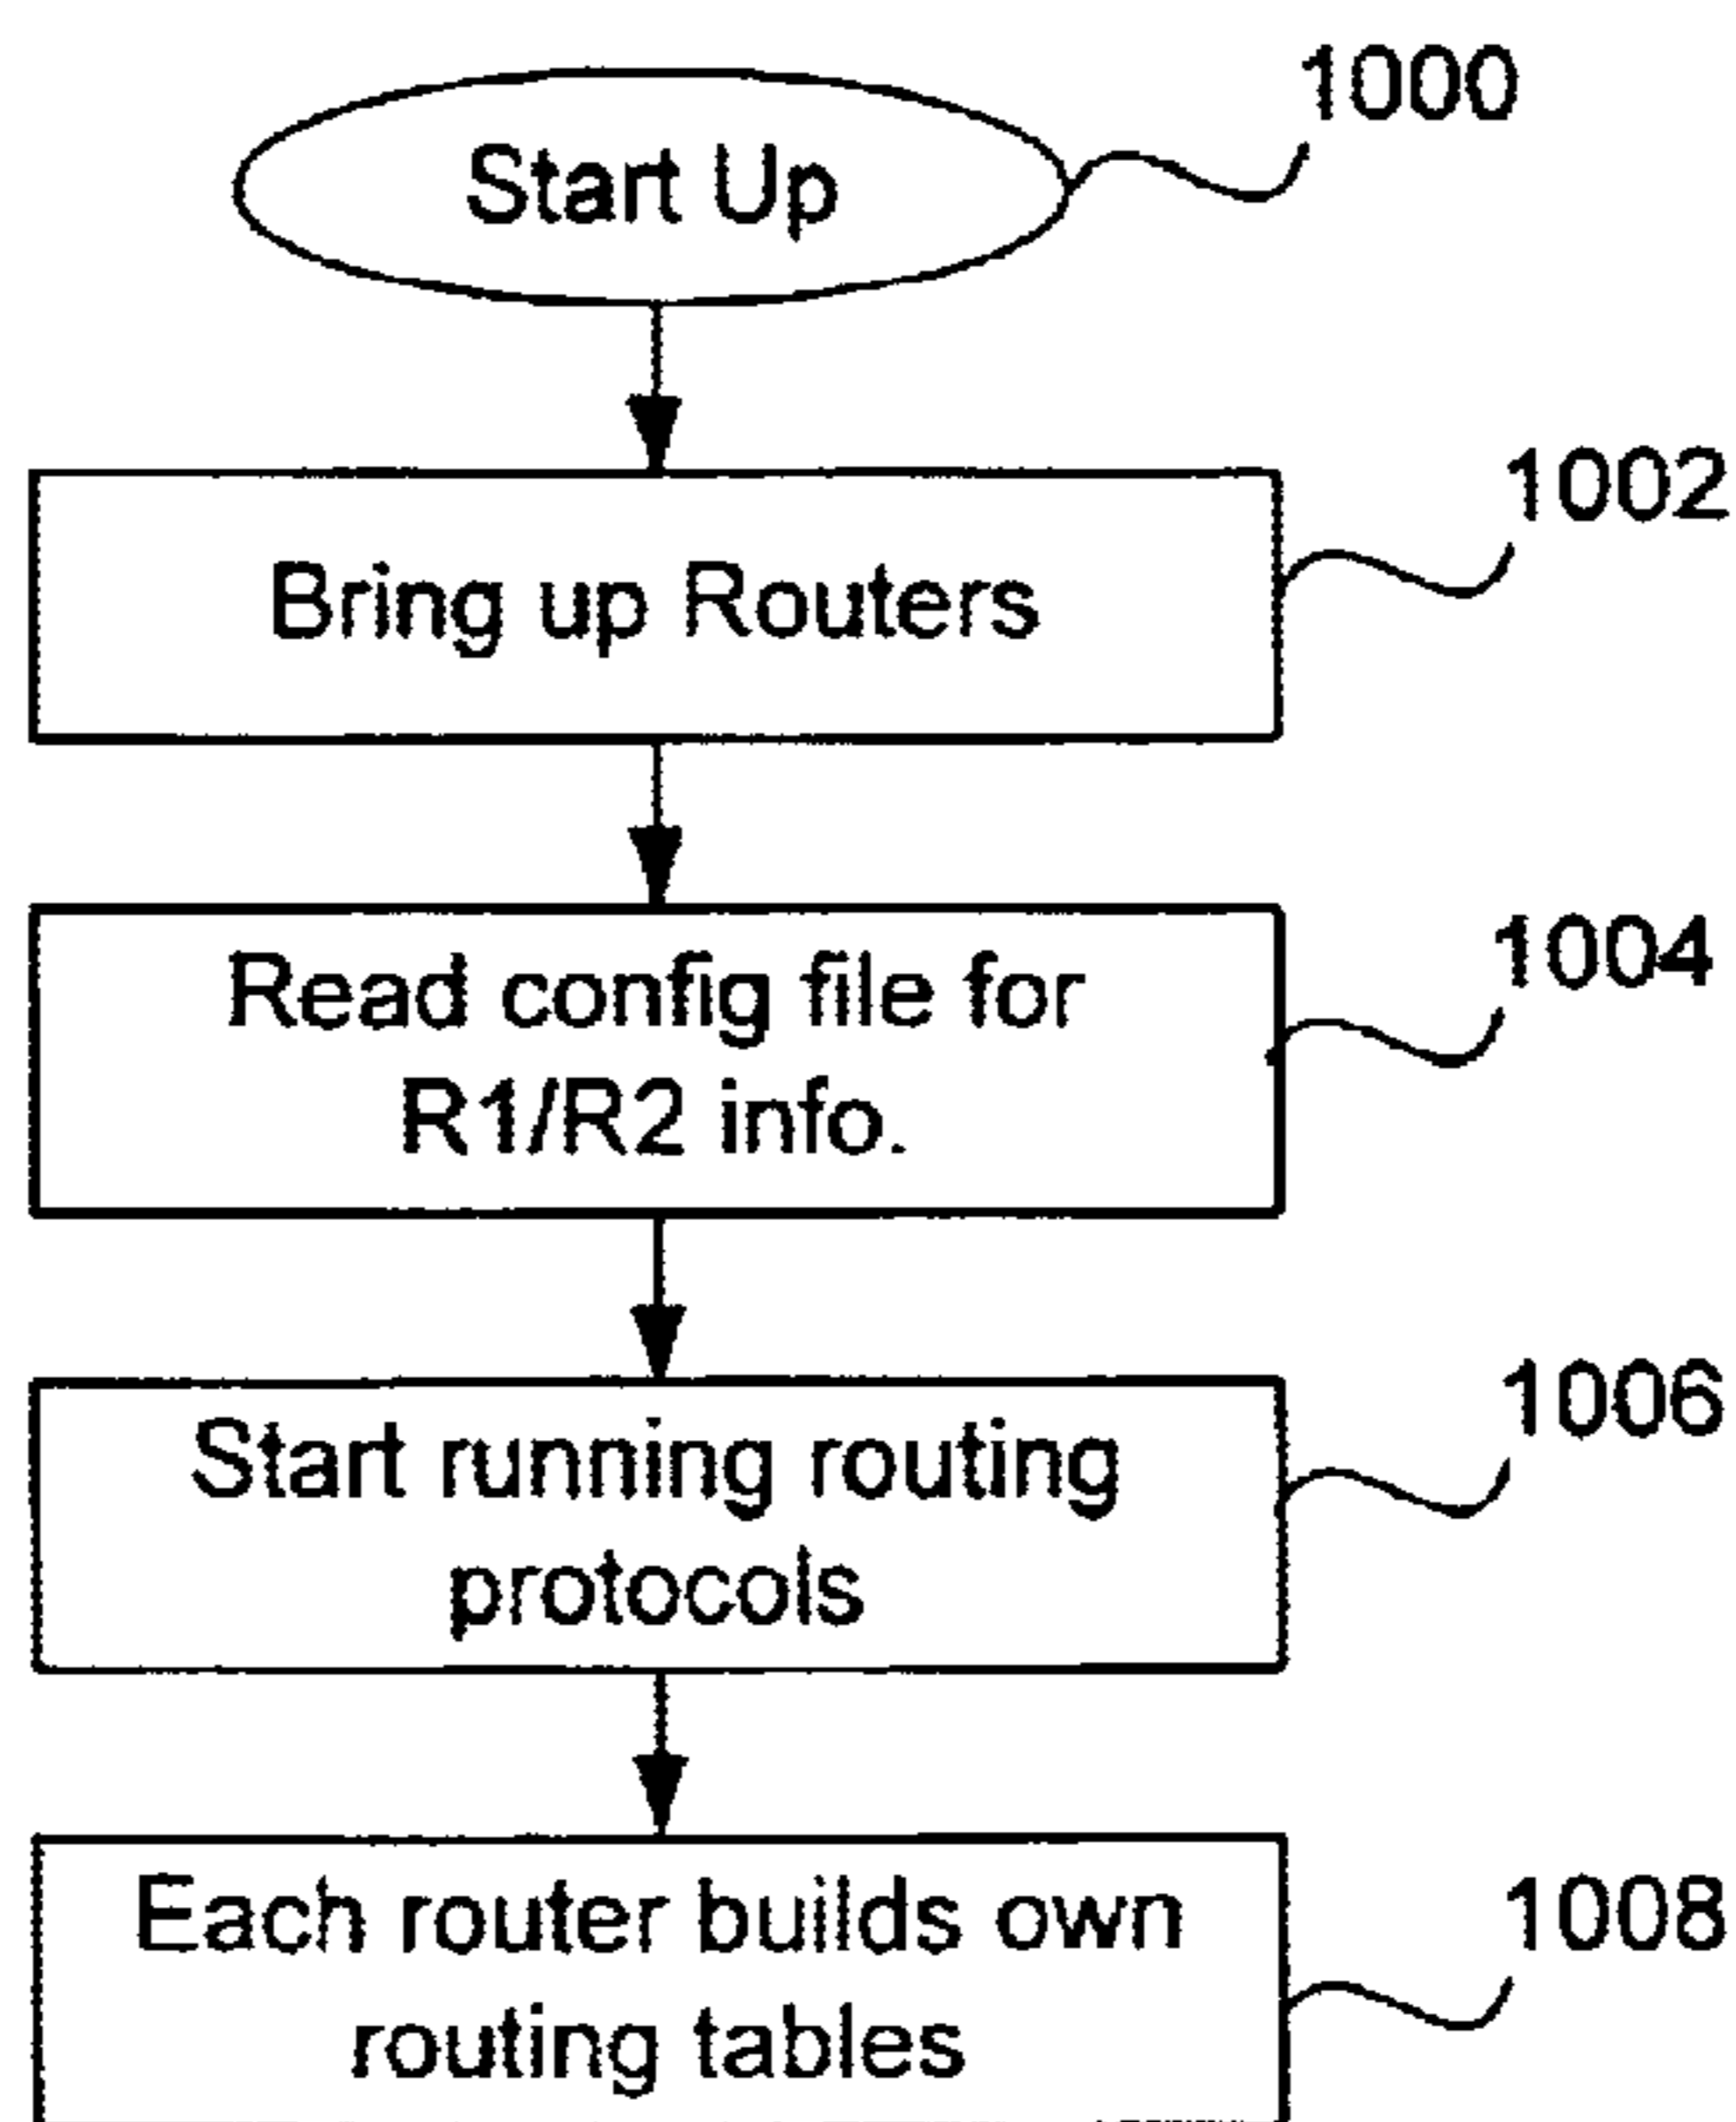 1000
Start Up
1002
Bring up Routers
1004
Read config file for
R1/R2 info.
1006
Start running routing
protocols
1008
Each router builds own
routing tables